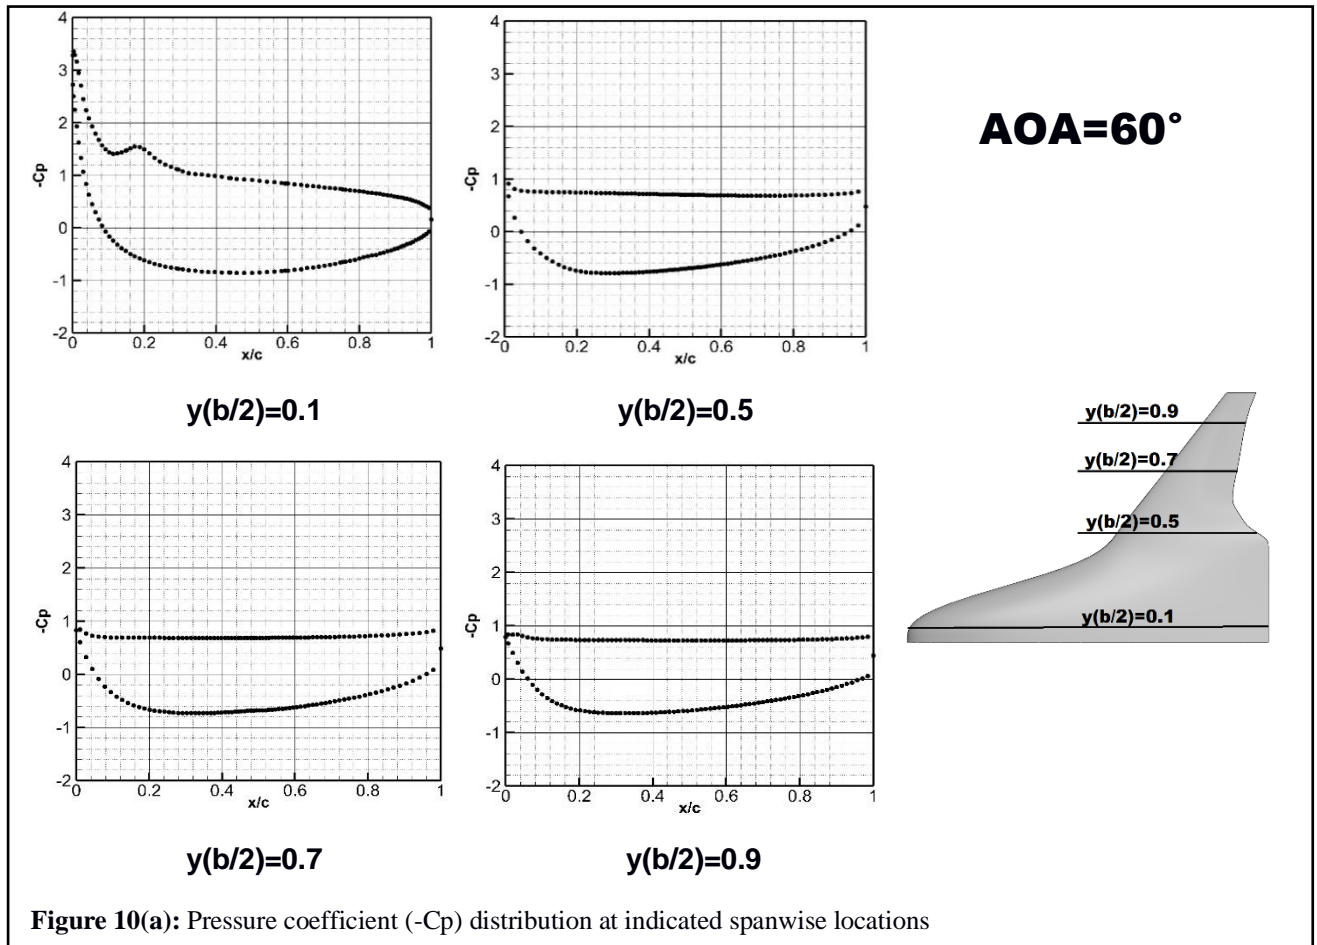 4
3
2
1
0
-1
-2
-Cp
0
0.2
0.4
0.6
0.8
1
x/c
y(b/2)=0.1
4
3
2
1
0
-1
-2
-Cp
0
0.2
0.4
0.6
0.8
1
x/c
y(b/2)=0.5
AOA=60°
4
3
2
1
0
-1
-2
-Cp
0
0.2
0.4
0.6
0.8
1
x/c
y(b/2)=0.7
4
3
2
1
0
-1
-2
-Cp
0
0.2
0.4
0.6
0.8
1
x/c
y(b/2)=0.9
y(b/2)=0.9
y(b/2)=0.7
y(b/2)=0.5
y(b/2)=0.1
Figure 10(a): Pressure coefficient (-Cp) distribution at indicated spanwise locations